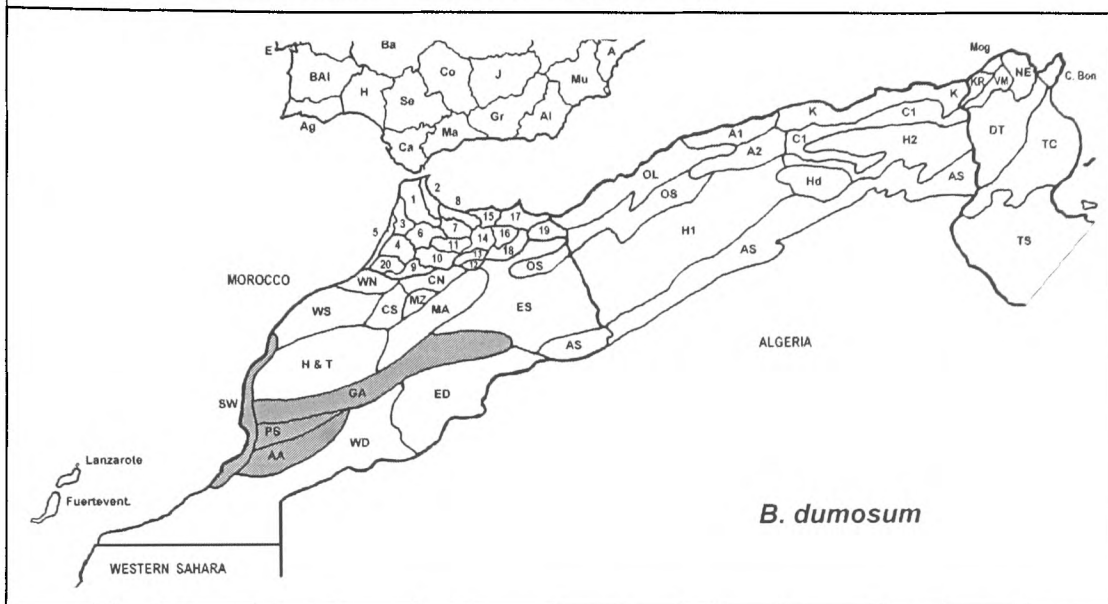 E Ba A
BAl H Se Co J Mu
Ag Ca Ma Gr Al
Mog NE C. Bon
KR VM
K K
A1 C1 DT TC
OL A2 C1 H2
OS Hd AS
H1 TS
AS
1 2 8 15 17
5 3 6 7 14 16 19
4 11 18
20 9 10 13
12
OS
MOROCCO WN CN
WS CS MZ MA ES
AS ALGERIA
H & T
SW GA ED
PS WD
AA
Lanzarote
Fuertevent.
B. dumosum
WESTERN SAHARA